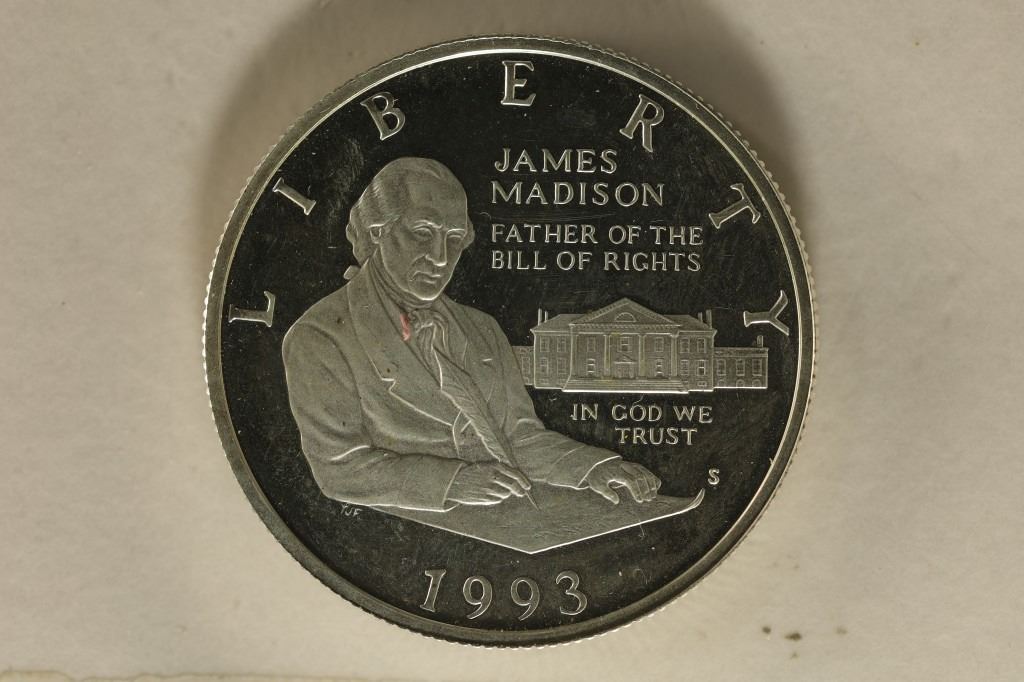 LIBERTY
JAMES
MADISON
FATHER OF THE
BILL OF RIGHTS
IN GOD WE
TRUST
S
1993